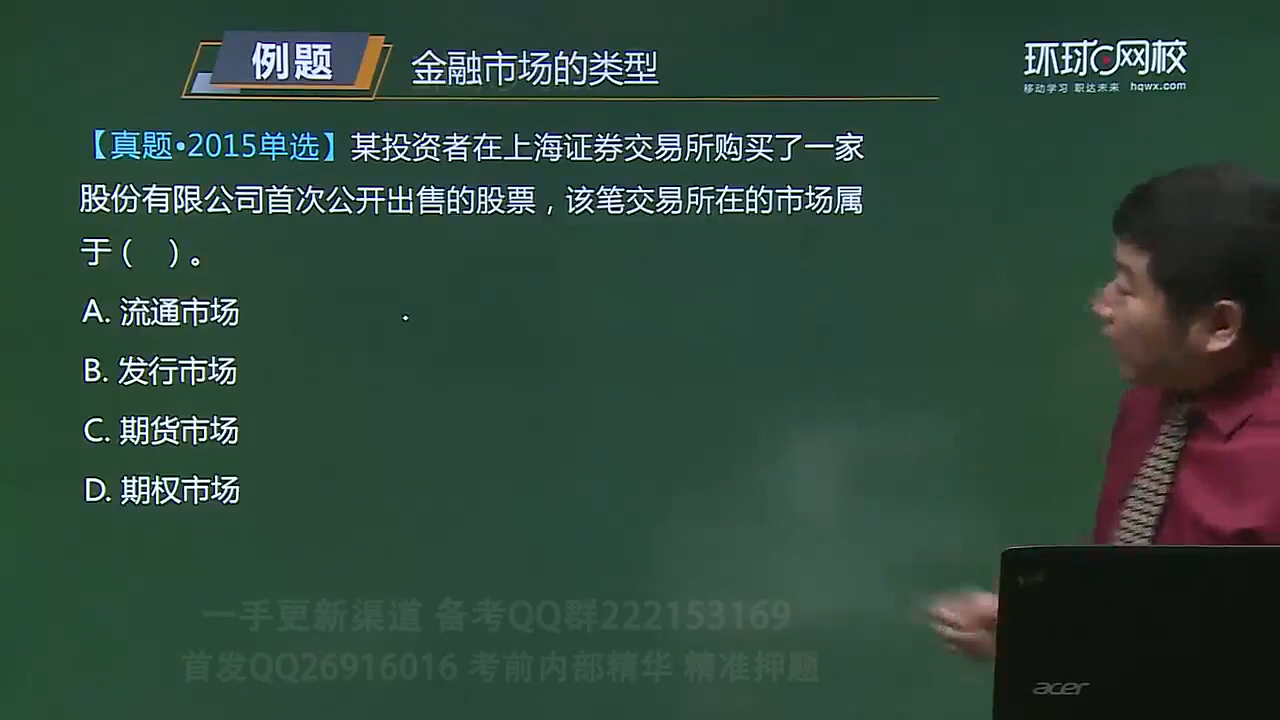 例题
金融市场的类型
环球网校
移动学习 职达未来 hqwx.com
【真题•2015单选】某投资者在上海证券交易所购买了一家
股份有限公司首次公开出售的股票，该笔交易所在的市场属
于（ ）。
A. 流通市场
B. 发行市场
C. 期货市场
D. 期权市场
一手更新渠道 备考QQ群222153169
首发QQ26916016 考前内部精华 精准押题
acer